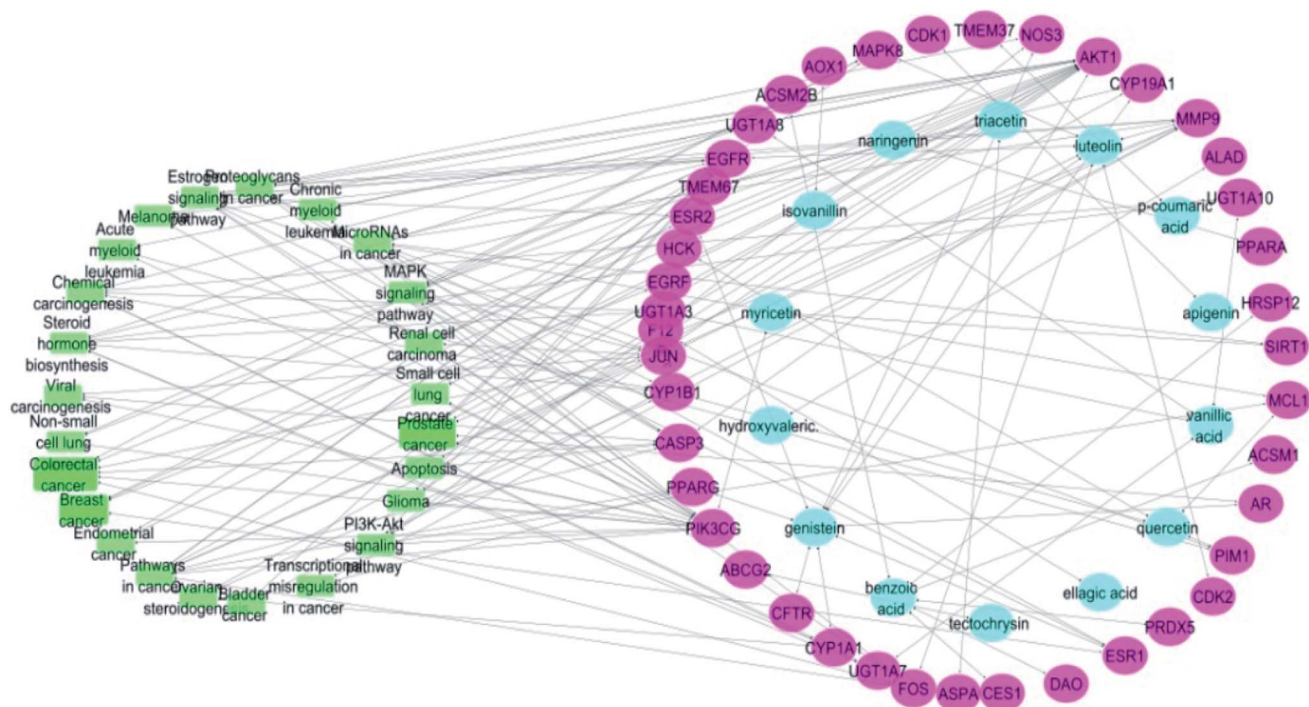 Estrogen
signaling
pathway
Proteoglycans
in cancer
Chronic
myeloid
leukemia
Melanoma
MicroRNAs
in cancer
Acute
myeloid
leukemia
MAPK
signaling
pathway
Chemical
carcinogenesis
Steroid
hormone
biosynthesis
Renal cell
carcinoma
Viral
carcinogenesis
Small cell
lung
cancer
Non-small
cell lung
Prostate
cancer
Colorectal
cancer
Apoptosis
Breast
cancer
Glioma
Endometrial
cancer
PI3K-Akt
signaling
pathway
Pathways
in cancer
Ovarian
steroidogenesis
Bladder
cancer
Transcriptional
misregulation
in cancer
TMEM37
NOS3
CDK1
MAPK8
AOX1
ACSM2B
UGT1A8
EGFR
TMEM67
ESR2
HCK
EGRF
UGT1A3
F12
JUN
CYP1B1
CASP3
PPARG
PIK3CG
ABCG2
CFTR
CYP1A1
UGT1A7
FOS
ASPA
CES1
DAO
ESR1
PRDX5
CDK2
PIM1
AR
ACSM1
MCL1
SIRT1
HRSP12
PPARA
UGT1A10
ALAD
MMP9
CYP19A1
AKT1
triacetin
naringenin
luteolin
isovanillin
p-coumaric
acid
myricetin
apigenin
hydroxyvaleric.
vanillic
acid
genistein
quercetin
benzoic
acid
ellagic acid
tectochrysin